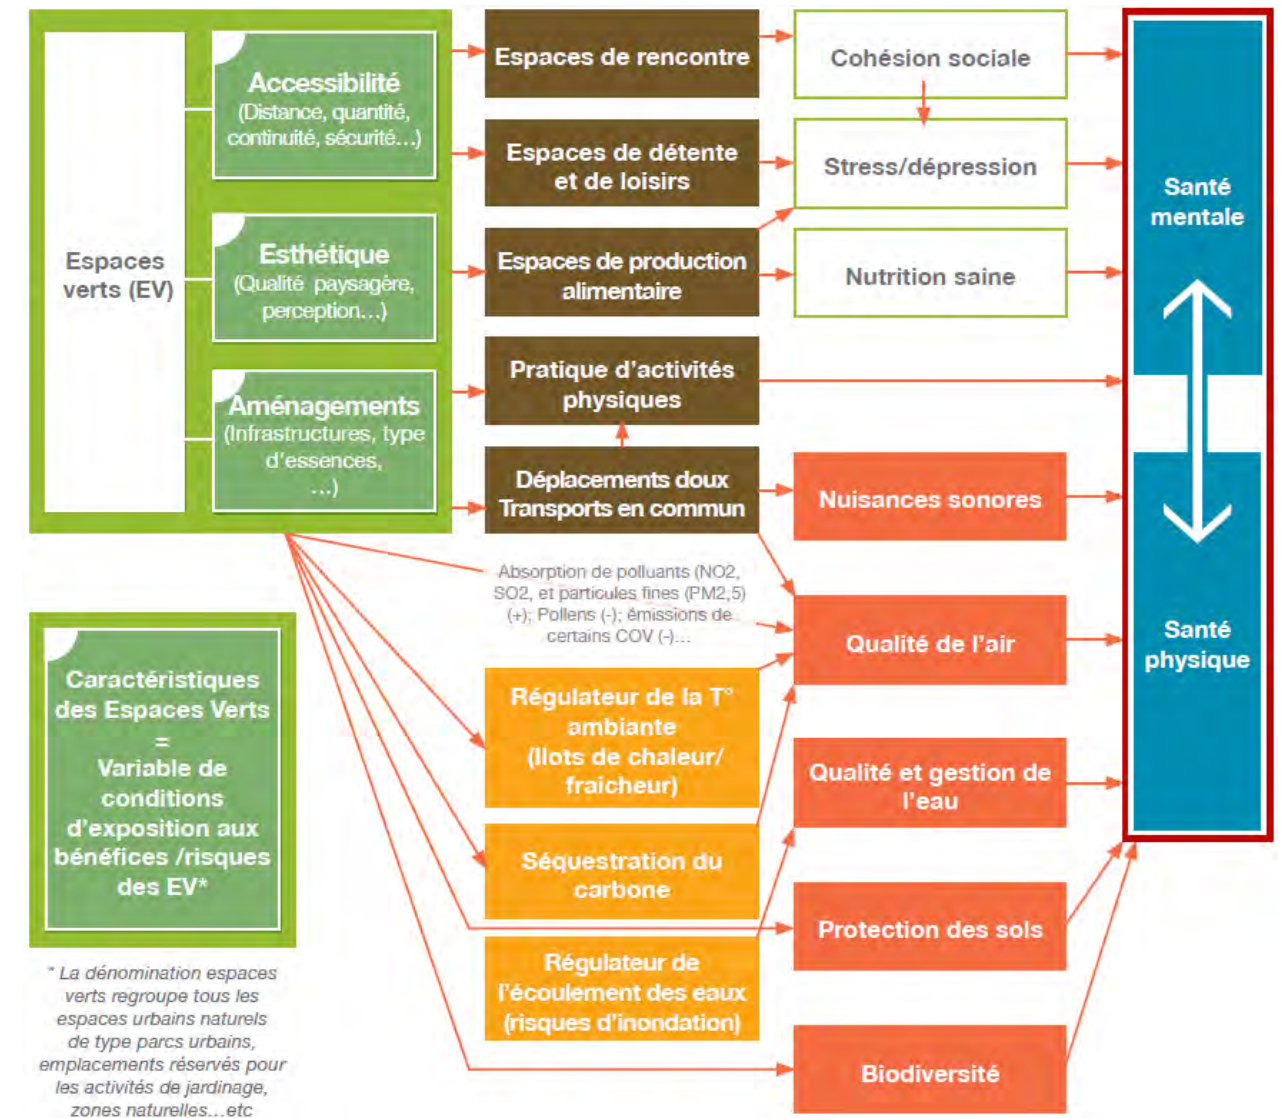 Espaces
verts (EV)
Accessibilité
(Distance, quantité,
continuité, sécurité...)
Esthétique
(Qualité paysagère,
perception...)
Aménagements
(Infrastructures, type
d'essences,
...)
Espaces de rencontre
Espaces de détente
et de loisirs
Espaces de production
alimentaire
Pratique d'activités
physiques
Déplacements doux
Transports en commun
Cohésion sociale
Stress/dépression
Nutrition saine
Nuisances sonores
Absorption de polluants (NO2,
SO2, et particules fines (PM2,5)
(+); Pollens (-); émissions de
certains COV (-)...
Qualité de l'air
Régulateur de la T°
ambiante
(Ilots de chaleur/
fraicheur)
Qualité et gestion de
l'eau
Séquestration du
carbone
Protection des sols
Régulateur de
l'écoulement des eaux
(risques d'inondation)
Biodiversité
Santé
mentale
Santé
physique
Caractéristiques
des Espaces Verts
=
Variable de
conditions
d'exposition aux
bénéfices /risques
des EV*
* La dénomination espaces
verts regroupe tous les
espaces urbains naturels
de type parcs urbains,
emplacements réservés pour
les activités de jardinage,
zones naturelles...etc